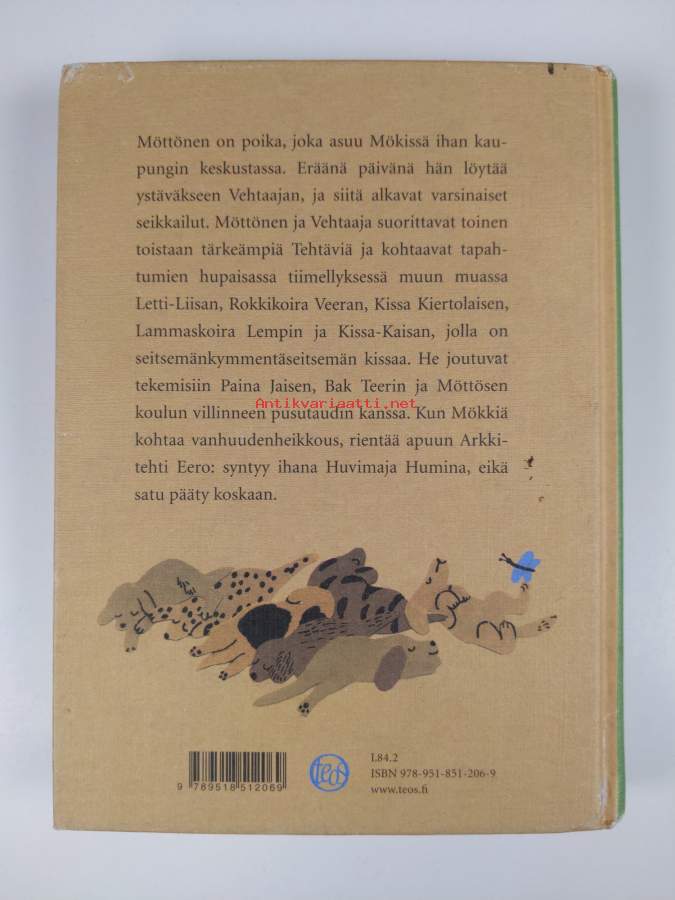 Möttönen on poika, joka asuu Mökissä ihan kau-
pungin keskustassa. Eräänä päivänä hän löytää
ystäväkseen Vehtaajan, ja siitä alkavat varsinaiset
seikkailut. Möttönen ja Vehtaaja suorittavat toinen
toistaan tärkeämpiä Tehtäviä ja kohtaavat tapah-
tumien hupaisassa tiimellyksessä muun muassa
Letti-Liisan, Rokkikoira Veeran, Kissa Kiertolaisen,
Lammaskoira Lempin ja Kissa-Kaisan, jolla on
seitsemänkymmentäseitsemän kissaa. He joutuvat
tekemisiin Paina Jaisen, Bak Teerin ja Möttösen
Antikvariaatti.net
koulun villinneen pusutaudin kanssa. Kun Mökkiä
kohtaa vanhuudenheikkous, rientää apuun Arkki-
tehti Eero: syntyy ihana Huvimaja Humina, eikä
satu pääty koskaan.
teos
L84.2
ISBN 978-951-851-206-9
www.teos.fi
9 789518 512069